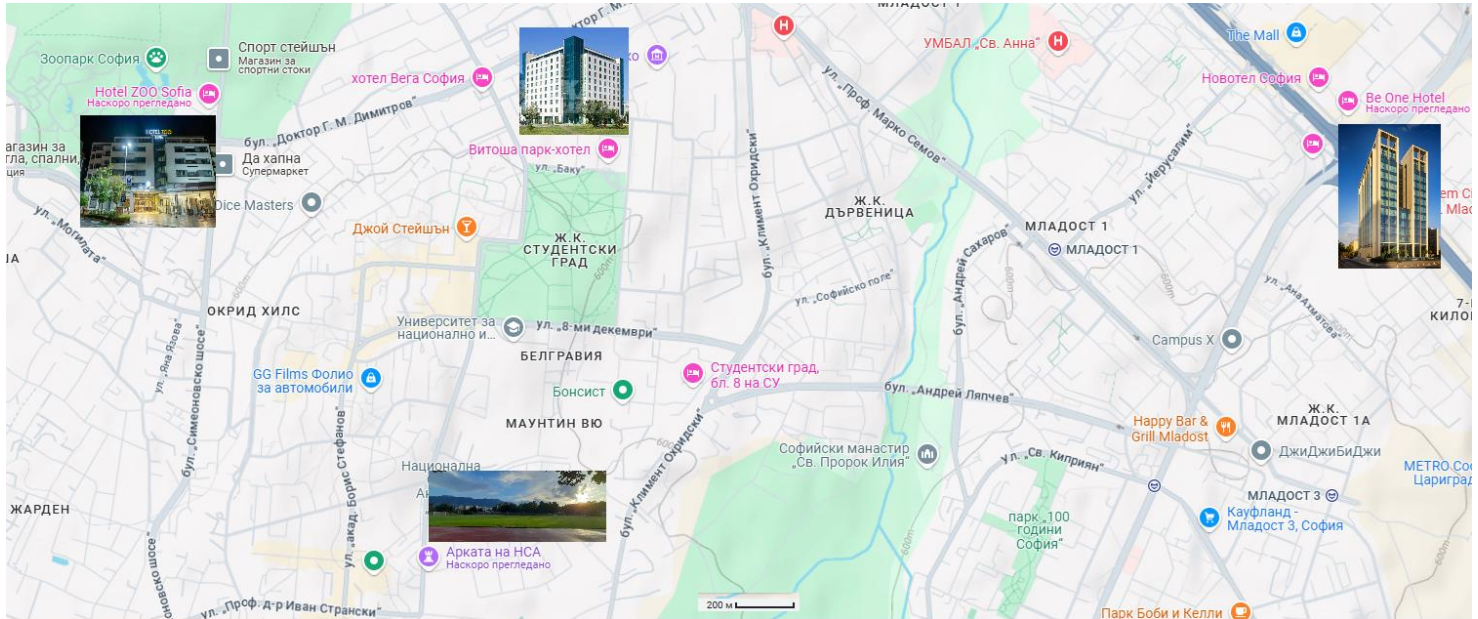 МЛАДОСТ 1
Зоопарк София
Спорт стейшън
Магазин за
спортни стоки
хотел Вега София
УМБАЛ „Св. Анна“
The Mall
Hotel ZOO Sofia
Наскоро прегледано
Новотел София
Be One Hotel
Наскоро прегледано
бул. „Доктор Г. М. Димитров“
Витоша парк-хотел
ул. „Баку“
Да хапна
Супермаркет
Dice Masters
ул. „Проф. Марко Семов“
ул. „Йерусалим“
ул. „Могилата“
Джой Стейшън
Ж.К.
СТУДЕНТСКИ
ГРАД
600m
бул. „Климент Охридски“
Ж.К.
ДЪРВЕНИЦА
МЛАДОСТ 1
МЛАДОСТ 1
бул. „Андрей Сахаров“
600m
ул. „Софийско поле“
ул. „Ана Ахматова“
600m
ОКРИД ХИЛС
ул. „Яна Язова“
бул. „Симеоновско шосе“
Университет за
национално и...
ул. „8-ми декември“
БЕЛГРАВИЯ
Campus X
GG Films Фолио
за автомобили
Бонсист
Студентски град,
бл. 8 на СУ
бул. „Андрей Ляпчев“
МАУНТИН ВЮ
Happy Bar &
Grill Mladost
Ж.К.
МЛАДОСТ 1А
ДжиДжиБиДжи
Софийски манастир
„Св. Пророк Илия“
ул. „Св. Киприян“
Национална
ул. „акад. Борис Стефанов“
бул. „Климент Охридски“
ЖАРДЕН
МЛАДОСТ 3
Кауфланд -
Младост 3, София
парк „100
години
София“
600m
Арката на НСА
Наскоро прегледано
ул. „Проф. д-р Иван Странски“
200 м
Парк Боби и Келли